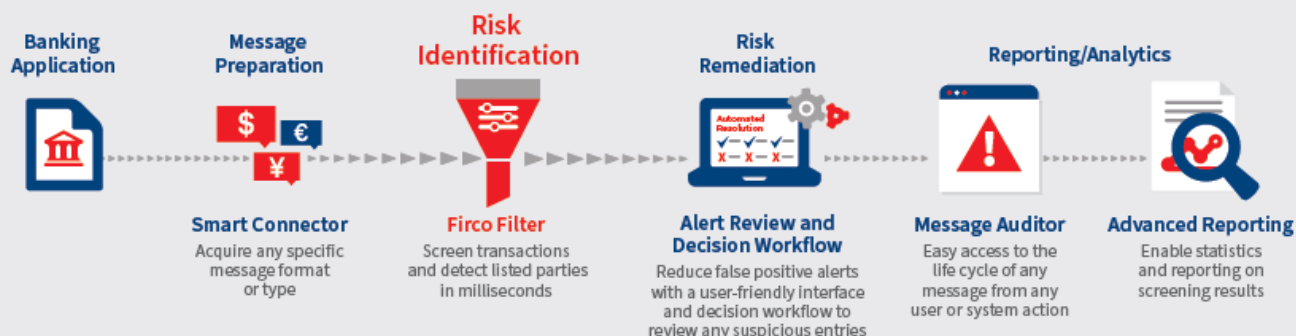 Banking
Application
Message
Preparation
Risk
Identification
Risk
Remediation
Reporting/Analytics
$
€
¥
Automated
Resolution
Smart Connector
Acquire any specific
message format
or type
Firco Filter
Screen transactions
and detect listed parties
in milliseconds
Alert Review and
Decision Workflow
Reduce false positive alerts
with a user-friendly interface
and decision workflow to
review any suspicious entries
Message Auditor
Easy access to the
life cycle of any
message from any
user or system action
Advanced Reporting
Enable statistics
and reporting on
screening results